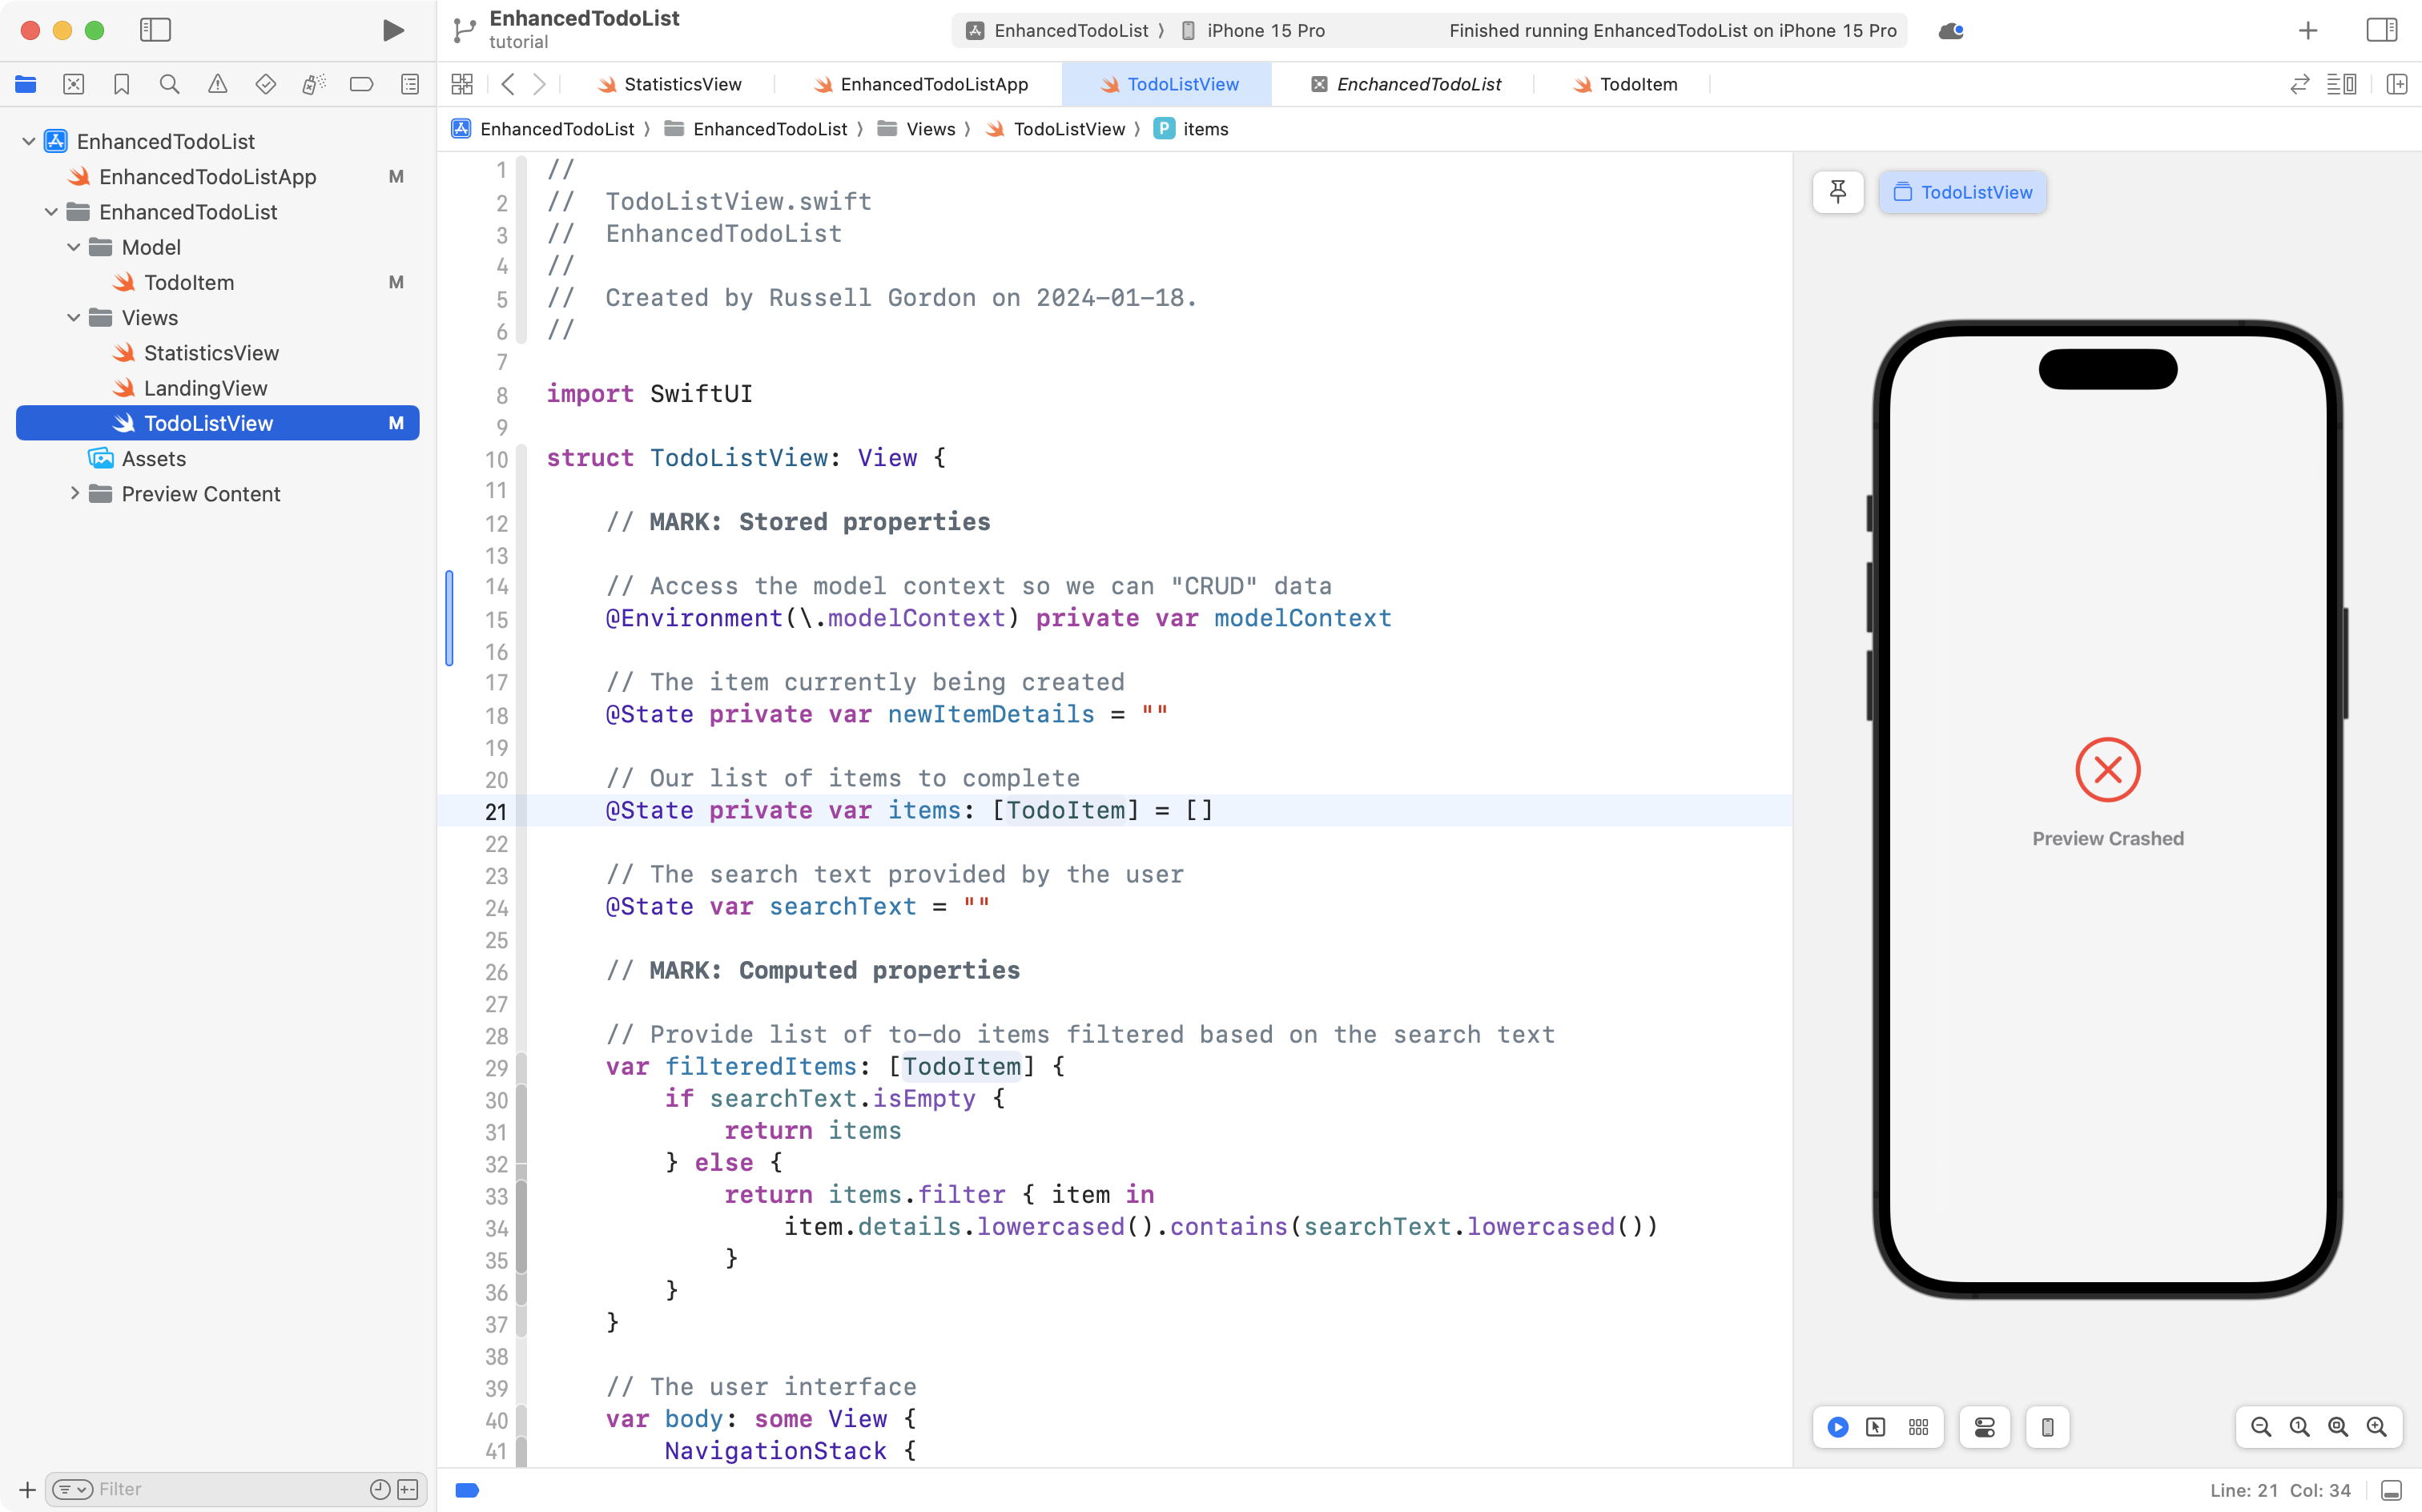 EnhancedTodoList
tutorial
EnhancedTodoList
iPhone 15 Pro
Finished running EnhancedTodoList on iPhone 15 Pro
StatisticsView
EnhancedTodoListApp
TodoListView
EnchancedTodoList
TodoItem
EnhancedTodoList
EnhancedTodoList
Views
TodoListView
P items
EnhancedTodoList
EnhancedTodoListApp M
EnhancedTodoList
Model
TodoItem M
Views
StatisticsView
LandingView
TodoListView M
Assets
Preview Content
Filter
1 //
2 // TodoListView.swift
3 // EnhancedTodoList
4 //
5 // Created by Russell Gordon on 2024-01-18.
6 //
7
8 import SwiftUI
9
10 struct TodoListView: View {
11
12 // MARK: Stored properties
13
14 // Access the model context so we can "CRUD" data
15 @Environment(\.modelContext) private var modelContext
16
17 // The item currently being created
18 @State private var newItemDetails = ""
19
20 // Our list of items to complete
21 @State private var items: [TodoItem] = []
22
23 // The search text provided by the user
24 @State var searchText = ""
25
26 // MARK: Computed properties
27
28 // Provide list of to-do items filtered based on the search text
29 var filteredItems: [TodoItem] {
30 if searchText.isEmpty {
31 return items
32 } else {
33 return items.filter { item in
34 item.details.lowercased().contains(searchText.lowercased())
35 }
36 }
37 }
38
39 // The user interface
40 var body: some View {
41 NavigationStack {
TodoListView
Preview Crashed
Line: 21 Col: 34